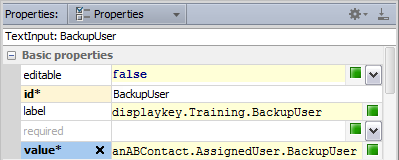 Properties: Properties
TextInput: BackupUser
Basic properties
editable false
id* BackupUser
label displaykey.Training.BackupUser
required
value* anABContact.AssignedUser.BackupUser